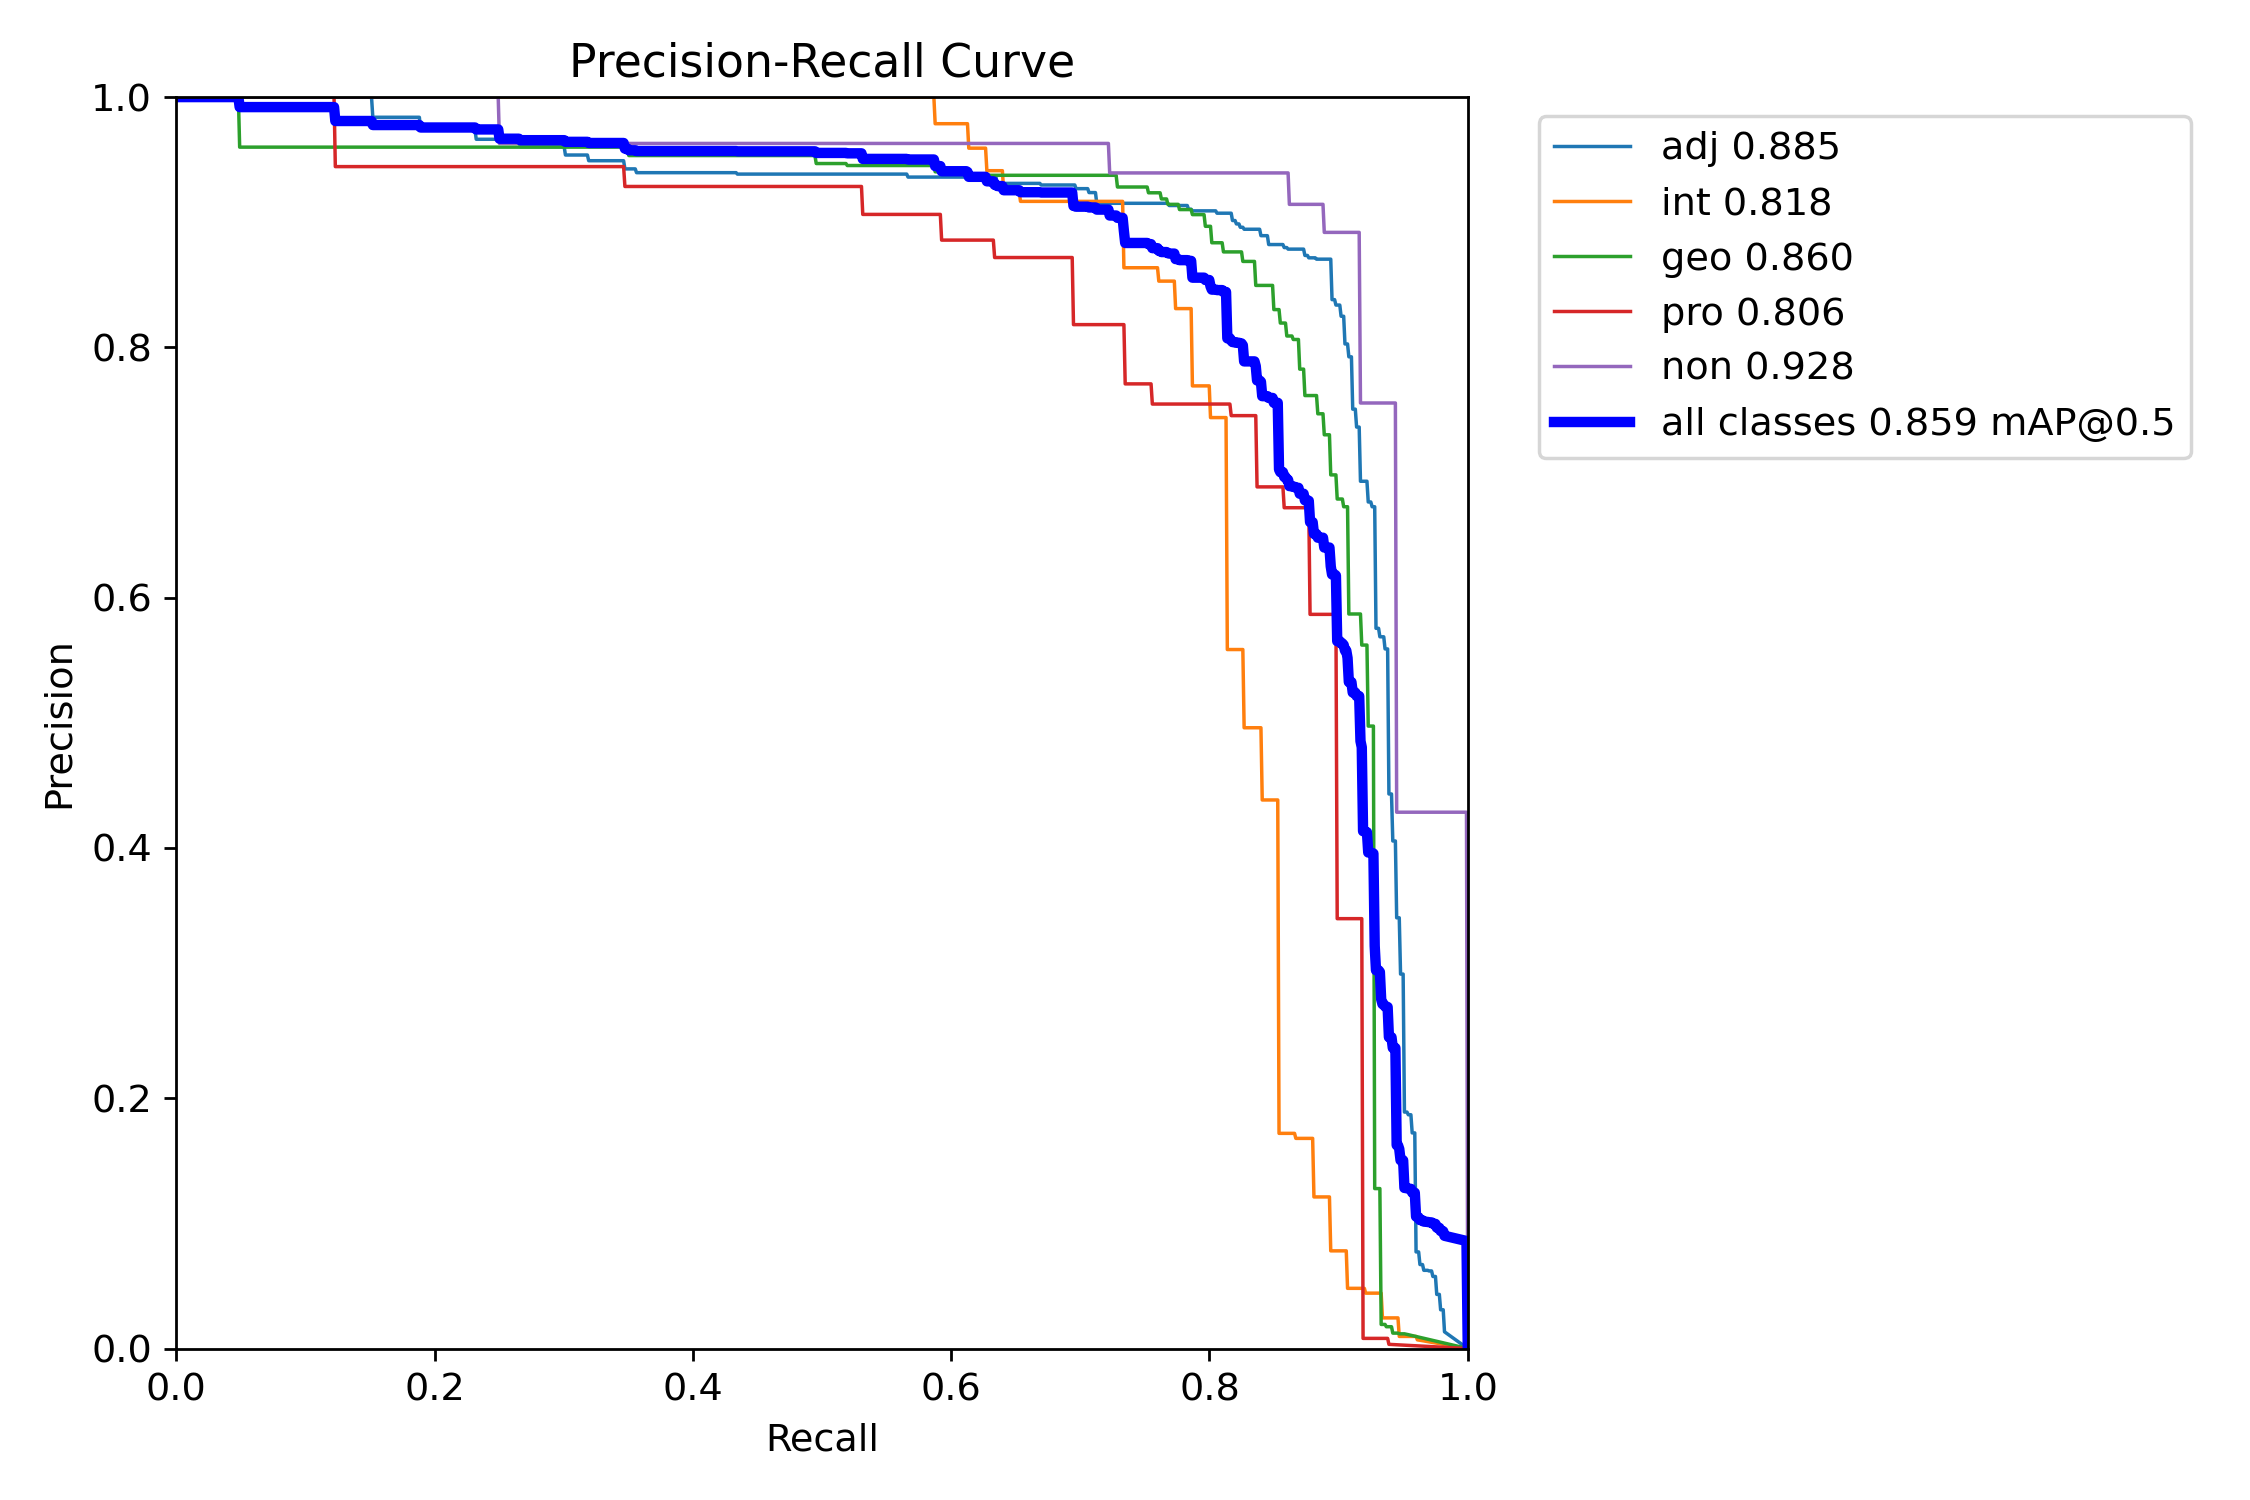 Precision-Recall Curve
1.0
0.8
0.6
0.4
0.2
0.0
Precision
0.0 0.2 0.4 0.6 0.8 1.0
Recall
adj 0.885
int 0.818
geo 0.860
pro 0.806
non 0.928
all classes 0.859 mAP@0.5